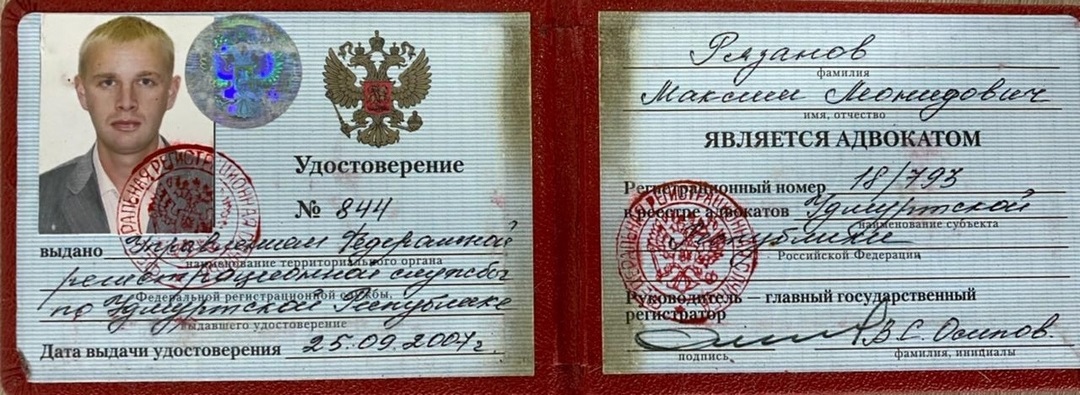 Удостоверение
№ 844
выдано Управлением Федеральной
наименование территориального органа
регистрационной службы
Федеральной регистрационной службы,
по Удмуртской Республике
выдавшего удостоверение
Дата выдачи удостоверения 25.09.2007г.
Рязанов
фамилия
Максим Леонидович
имя, отчество
ЯВЛЯЕТСЯ АДВОКАТОМ
Регистрационный номер 18/793
в реестре адвокатов Удмуртской
наименование субъекта
Республики
Российской Федерации
Руководитель — главный государственный
регистратор
В.С. Осипов.
подпись
фамилия, инициалы